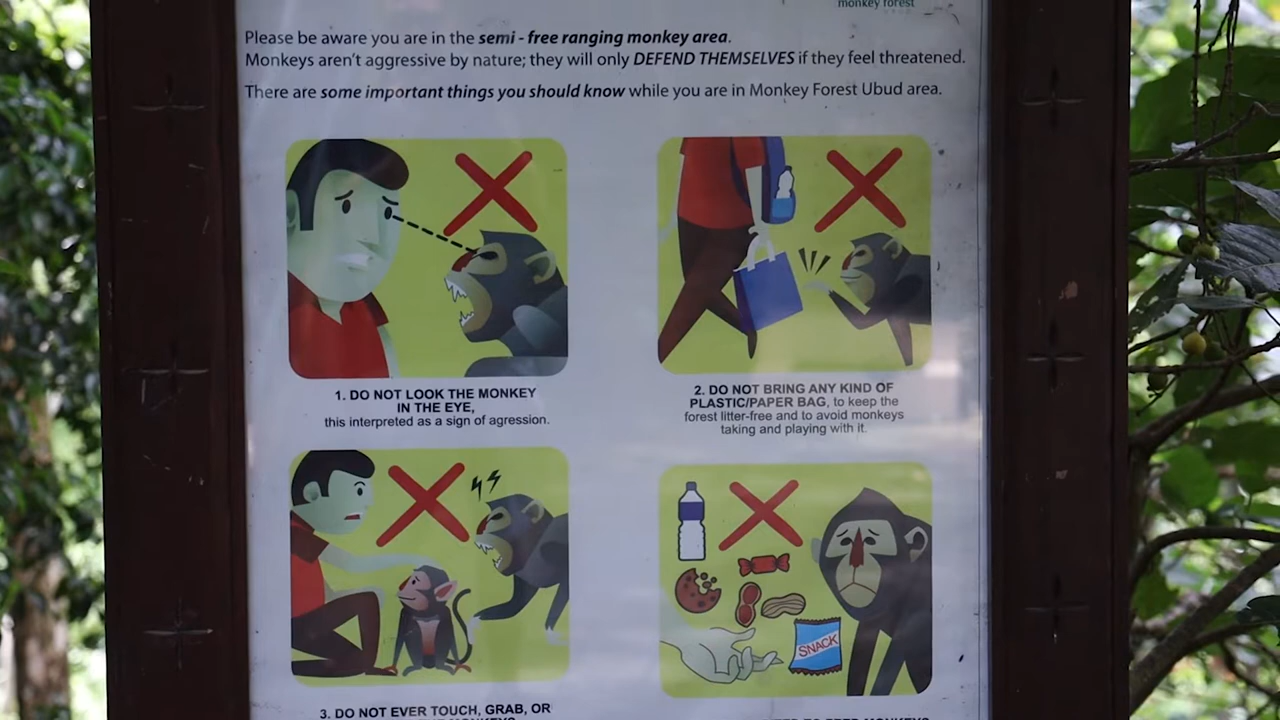 monkey forest
Please be aware you are in the semi - free ranging monkey area.
Monkeys aren't aggressive by nature; they will only DEFEND THEMSELVES if they feel threatened.
There are some important things you should know while you are in Monkey Forest Ubud area.
1. DO NOT LOOK THE MONKEY
IN THE EYE,
this interpreted as a sign of agression.
2. DO NOT BRING ANY KIND OF
PLASTIC/PAPER BAG, to keep the
forest litter-free and to avoid monkeys
taking and playing with it.
SNACK
3. DO NOT EVER TOUCH, GRAB, OR
MONKEYS
TO FEED MONKEYS